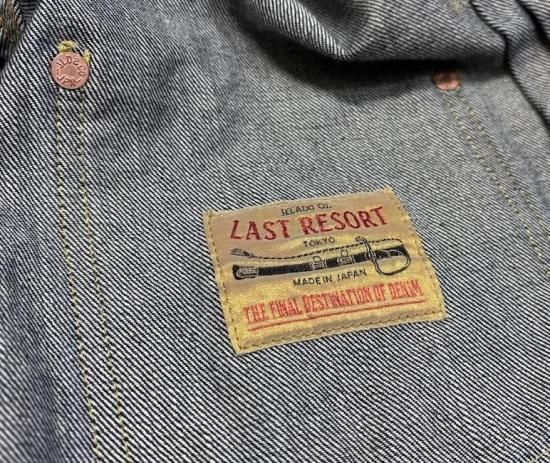 JELADO Co.
LAST RESORT
TOKYO
MADE IN JAPAN
THE FINAL DESTINATION OF DENIM